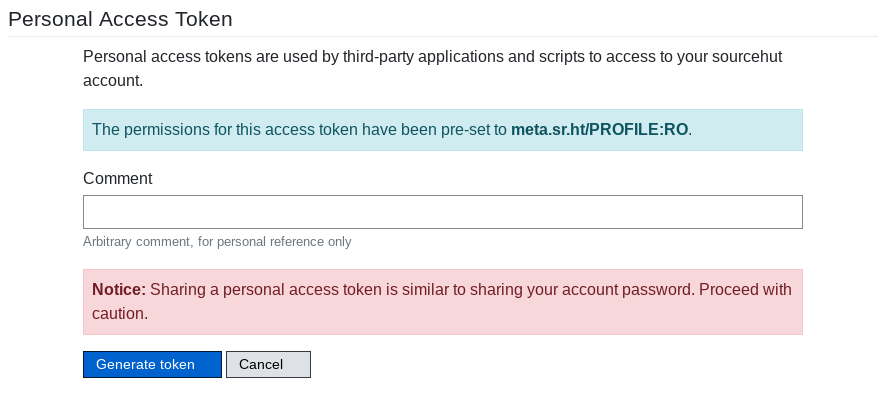 Personal Access Token
Personal access tokens are used by third-party applications and scripts to access to your sourcehut
account.
The permissions for this access token have been pre-set to meta.sr.ht/PROFILE:RO.
Comment
Arbitrary comment, for personal reference only
Notice: Sharing a personal access token is similar to sharing your account password. Proceed with
caution.
Generate token Cancel